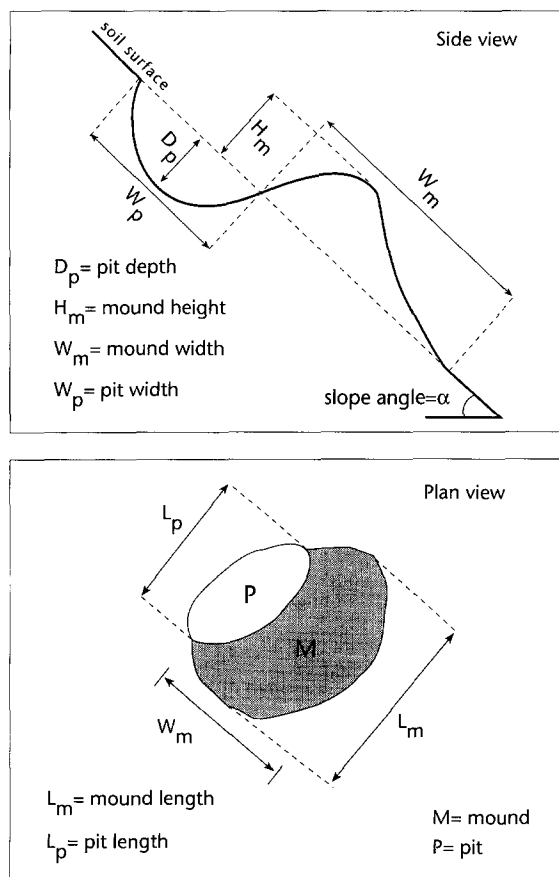 Side view
soil surface
Dp
Hm
Wp
Wm
Dp= pit depth
Hm= mound height
Wm= mound width
Wp= pit width
slope angle=α
Plan view
Lp
P
M
Wm
Lm
Lm= mound length
Lp= pit length
M= mound
P= pit